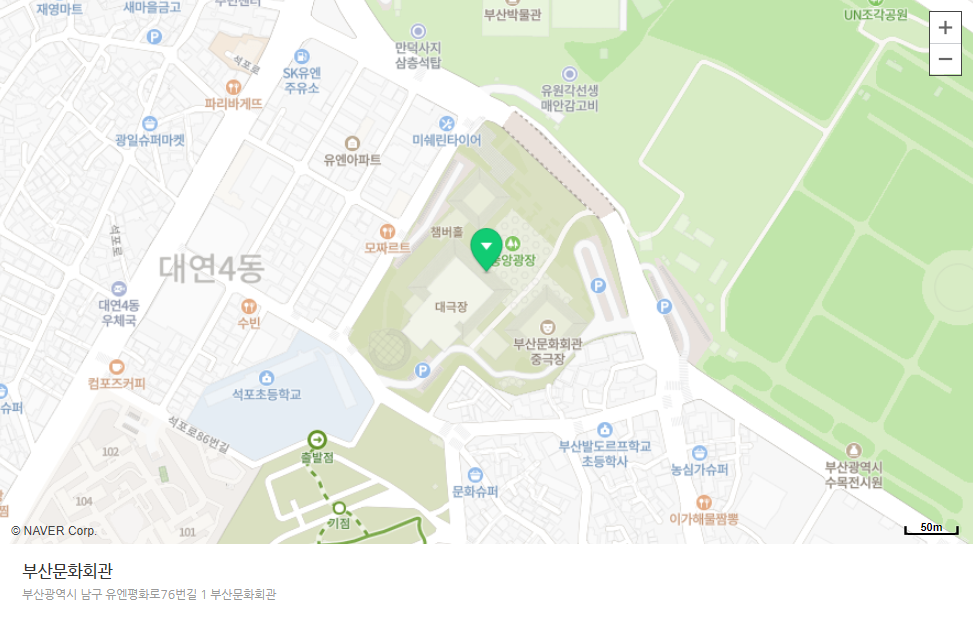 재영마트
새마을금고
주민센터
부산박물관
UN조각공원
만덕사지
삼층석탑
석포로
SK유엔
주유소
파리바게뜨
유원각선생
매안감고비
광일슈퍼마켓
미쉐린타이어
유엔아파트
챔버홀
모짜르트
중앙광장
석포로
대연4동
대연4동
우체국
수빈
대극장
부산문화회관
중극장
컴포즈커피
석포초등학교
슈퍼
석포로86번길
102
출발점
부산발도르프학교
초등학사
농심가슈퍼
부산광역시
수목전시원
문화슈퍼
104
기점
이가해물짬뽕
101
짬
© NAVER Corp.
50m
부산문화회관
부산광역시 남구 유엔평화로76번길 1 부산문화회관